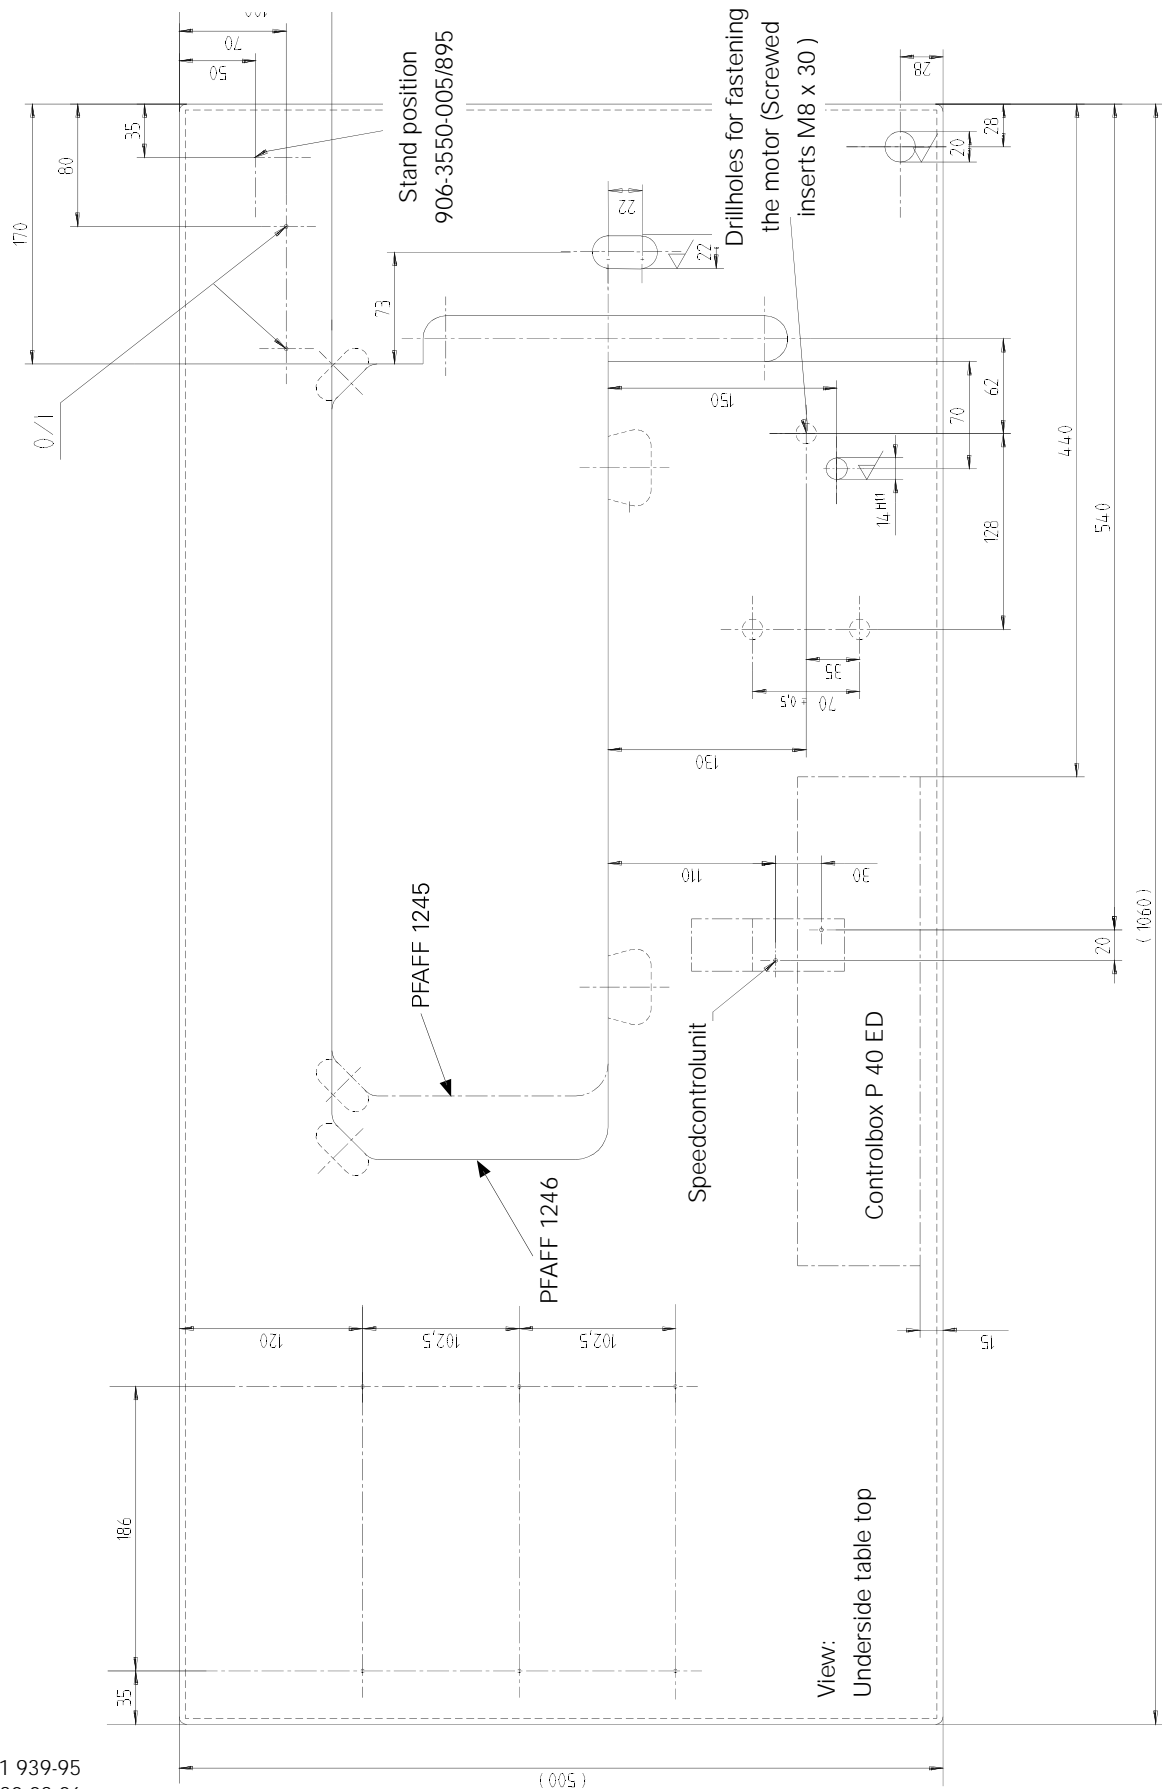 100
70
50
35
80
170
Stand position
906-3550-005/895
Drillholes for fastening
the motor (Screwed
inserts M8 x 30 )
28
28
20
22
22
73
0/I
150
62
70
440
14 H11
540
128
35
70 ± 0,5
130
110
30
PFAFF 1245
(1060)
20
Speedcontrolunit
Controlbox P 40 ED
PFAFF 1246
120
102,5
102,5
15
186
35
View:
Underside table top
(500)
1 939-95